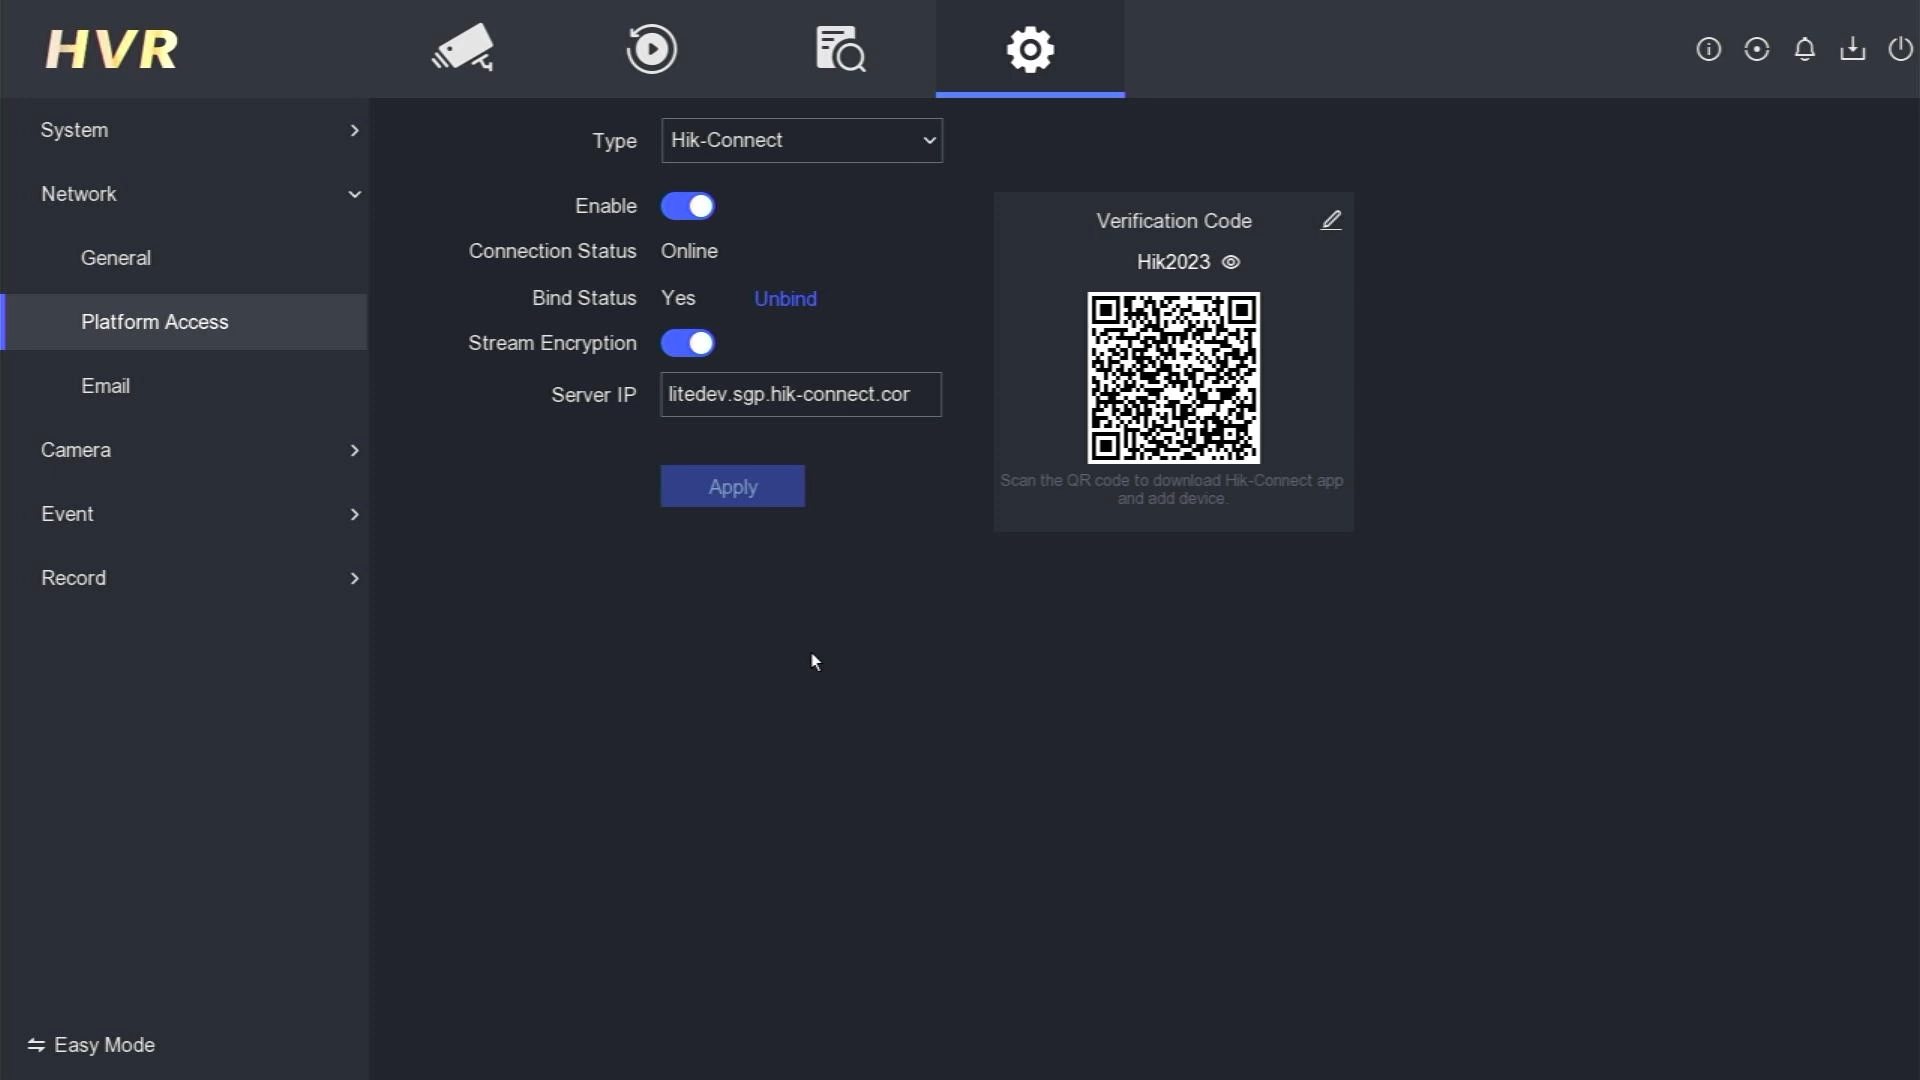 HVR
System
Network
General
Platform Access
Email
Camera
Event
Record
Easy Mode
Type Hik-Connect
Enable
Connection Status Online
Bind Status Yes Unbind
Stream Encryption
Server IP litedev.sgp.hik-connect.cor
Apply
Verification Code
Hik2023
Scan the QR code to download Hik-Connect app
and add device.